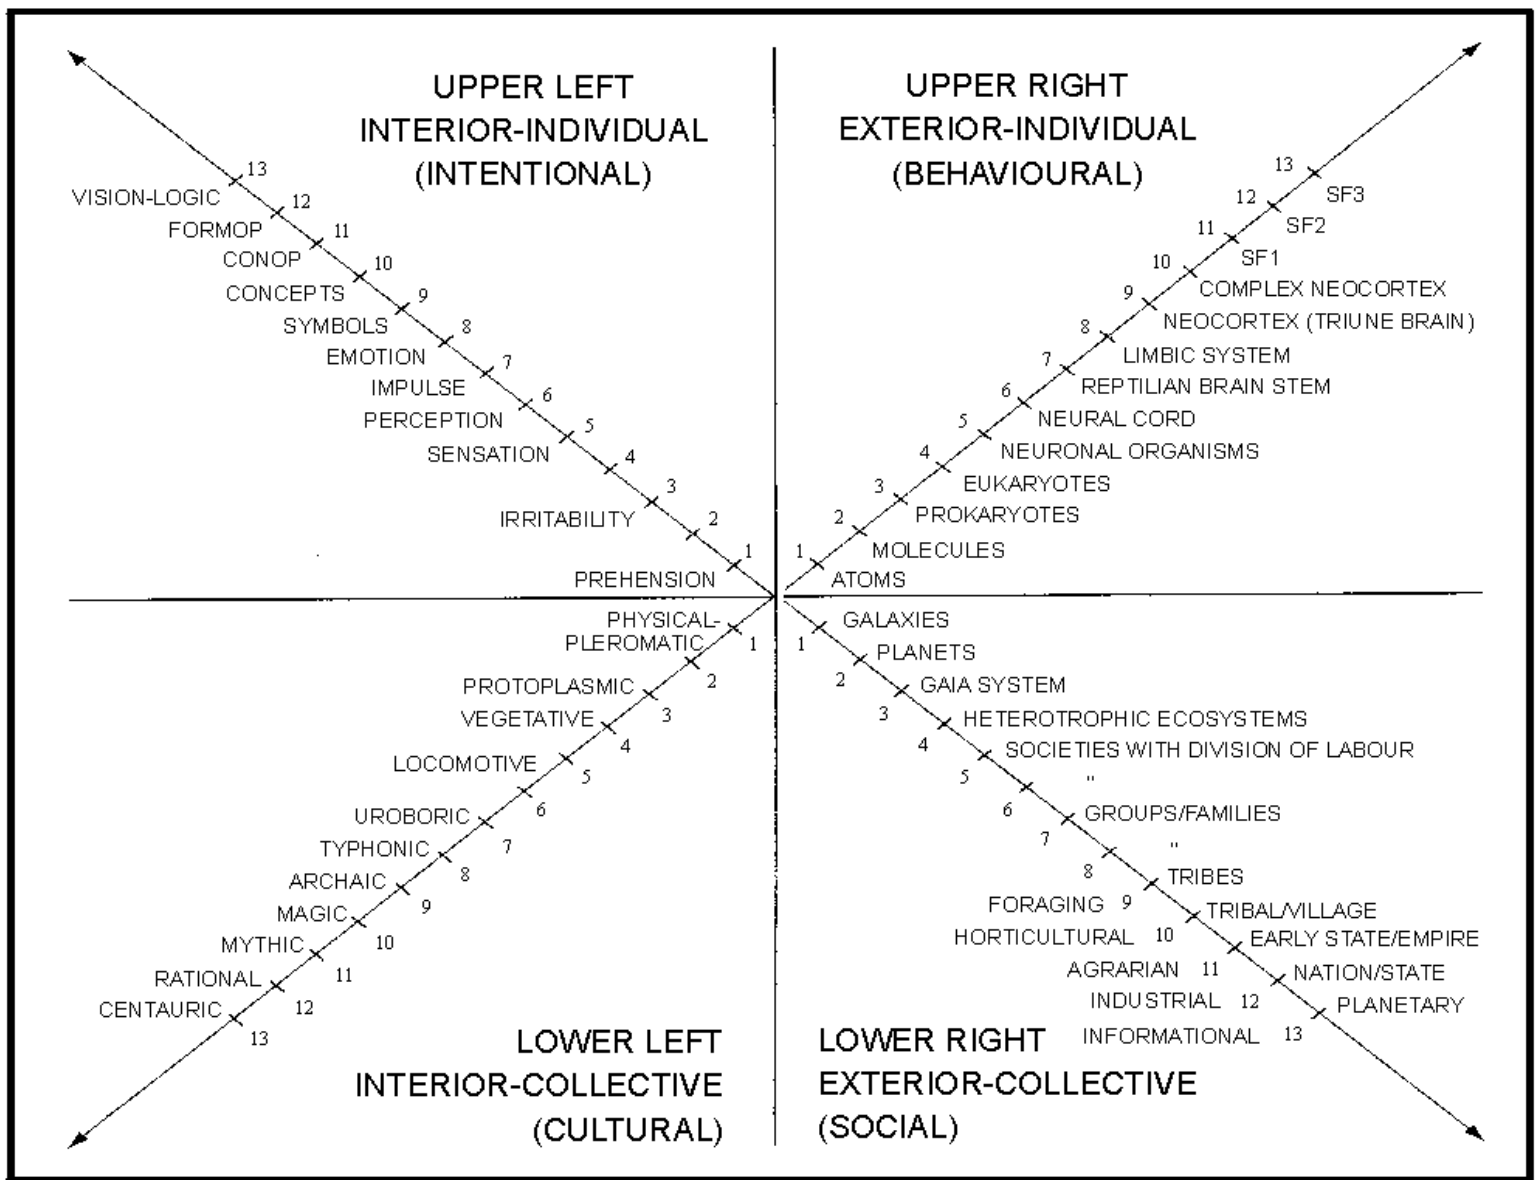 UPPER LEFT
INTERIOR-INDIVIDUAL
(INTENTIONAL)
13
VISION-LOGIC
12
FORMOP
11
CONOP
10
CONCEPTS
9
SYMBOLS
8
EMOTION
7
IMPULSE
6
PERCEPTION
5
SENSATION
4
3
IRRITABILITY
2
1
PREHENSION
UPPER RIGHT
EXTERIOR-INDIVIDUAL
(BEHAVIOURAL)
13
SF3
12
SF2
11
SF1
10
COMPLEX NEOCORTEX
9
NEOCORTEX (TRIUNE BRAIN)
8
LIMBIC SYSTEM
7
REPTILIAN BRAIN STEM
6
NEURAL CORD
5
NEURONAL ORGANISMS
4
EUKARYOTES
3
PROKARYOTES
2
MOLECULES
1
ATOMS
PHYSICAL-
PLEROMATIC
1
2
PROTOPLASMIC
3
VEGETATIVE
4
LOCOMOTIVE
5
6
UROBORIC
7
TYPHONIC
8
ARCHAIC
9
MAGIC
10
MYTHIC
11
RATIONAL
12
CENTAURIC
13
LOWER LEFT
INTERIOR-COLLECTIVE
(CULTURAL)
GALAXIES
1
PLANETS
2
GAIA SYSTEM
3
HETEROTROPHIC ECOSYSTEMS
4
SOCIETIES WITH DIVISION OF LABOUR
5
"
6
GROUPS/FAMILIES
7
"
8
TRIBES
FORAGING 9
TRIBAL/VILLAGE
HORTICULTURAL 10
EARLY STATE/EMPIRE
AGRARIAN 11
NATION/STATE
INDUSTRIAL 12
PLANETARY
INFORMATIONAL 13
LOWER RIGHT
EXTERIOR-COLLECTIVE
(SOCIAL)